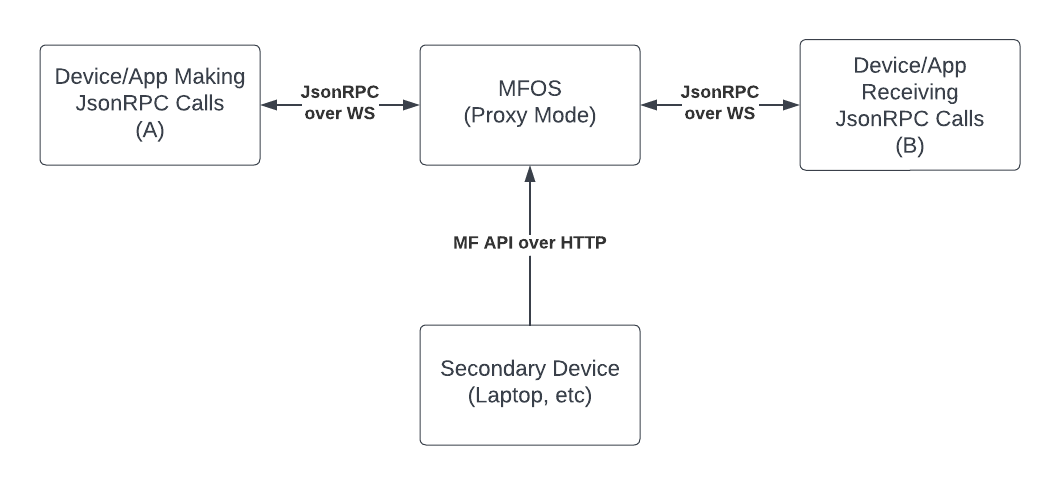 Device/App Making
JsonRPC Calls
(A)
JsonRPC
over WS
MFOS
(Proxy Mode)
JsonRPC
over WS
Device/App
Receiving
JsonRPC Calls
(B)
MF API over HTTP
Secondary Device
(Laptop, etc)